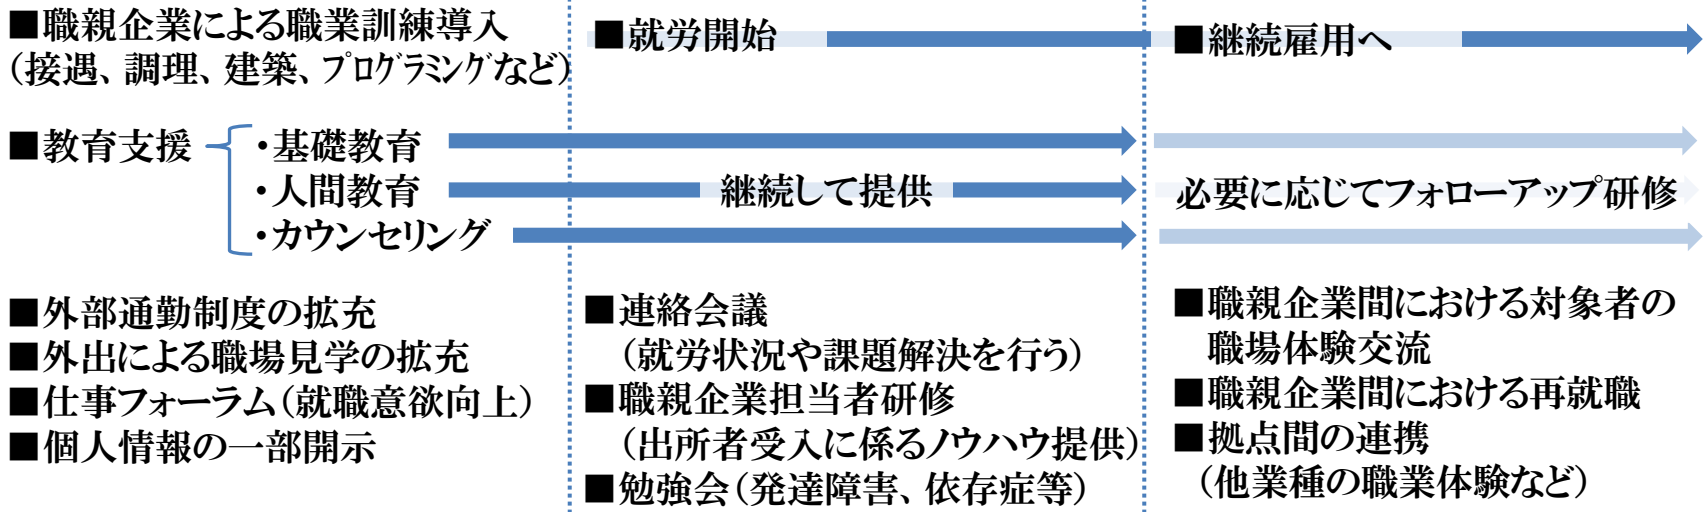 ■職親企業による職業訓練導入
(接遇、調理、建築、プログラミングなど)
■教育支援
・基礎教育
・人間教育
・カウンセリング
■外部通勤制度の拡充
■外出による職場見学の拡充
■仕事フォーラム(就職意欲向上)
■個人情報の一部開示
■就労開始
継続して提供
■連絡会議
(就労状況や課題解決を行う)
■職親企業担当者研修
(出所者受入に係るノウハウ提供)
■勉強会(発達障害、依存症等)
■継続雇用へ
必要に応じてフォローアップ研修
■職親企業間における対象者の
職場体験交流
■職親企業間における再就職
■拠点間の連携
(他業種の職業体験など)